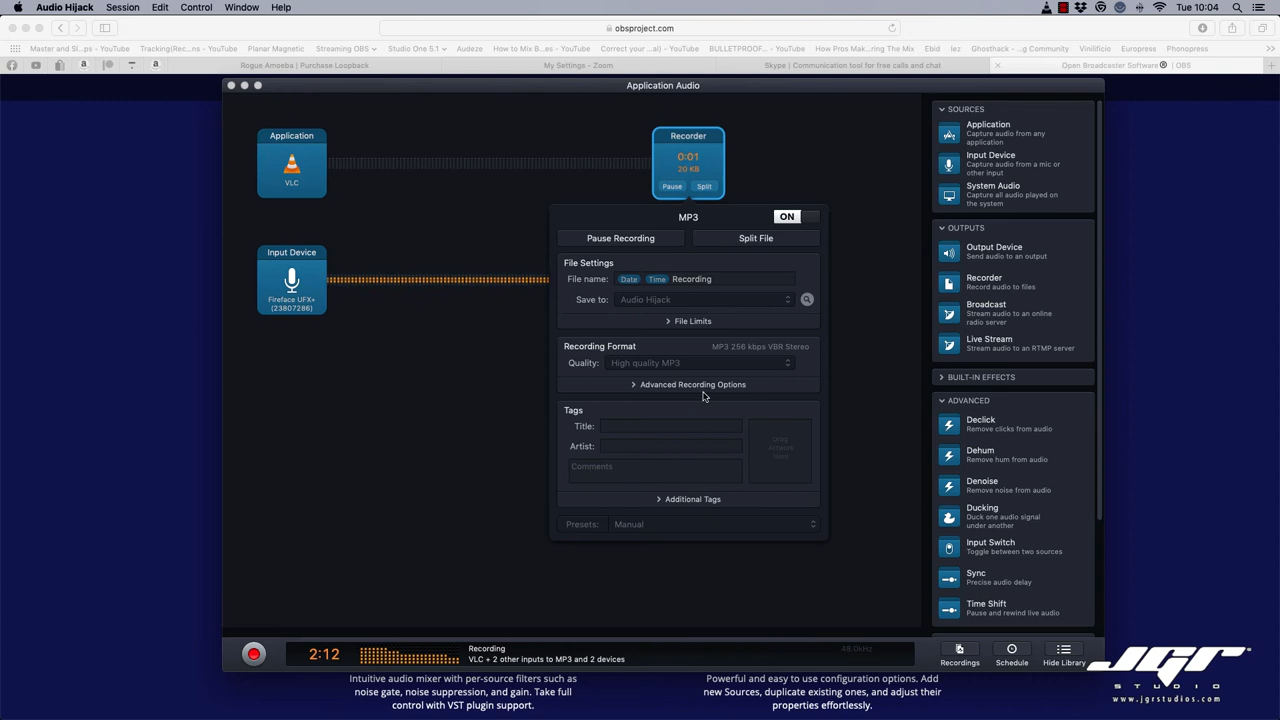 Audio Hijack Session Edit Control Window Help Tue 10:04
obsproject.com
Master and Sl...ps - YouTube Tracking(Rec...ns) - YouTube Planar Magnetic Streaming OBS Studio One 5.1 Audeze How to Mix B...es - YouTube Correct your...al) - YouTube BULLETPROOF... - YouTube How Pros Mak...ring The Mix Ebid lez Ghosthack -...g Community Vinilificio Europress Phonopress
Rogue Amoeba | Purchase Loopback My Settings - Zoom Skype | Communication tool for free calls and chat Open Broadcaster Software® | OBS
Application Audio
Application
VLC
Recorder
0:01
20 KB
Pause Split
Input Device
Fireface UFX+
(23807286)
MP3 ON
Pause Recording Split File
File Settings
File name: Date Time Recording
Save to: Audio Hijack
File Limits
Recording Format MP3 256 kbps VBR Stereo
Quality: High quality MP3
Advanced Recording Options
Tags
Title:
Artist:
Comments
Drag
Artwork
Here
Additional Tags
Presets: Manual
SOURCES
Application
Capture audio from any
application
Input Device
Capture audio from a mic or
other input
System Audio
Capture all audio played on
the system
OUTPUTS
Output Device
Send audio to an output
Recorder
Record audio to files
Broadcast
Stream audio to an online
radio server
Live Stream
Stream audio to an RTMP server
BUILT-IN EFFECTS
ADVANCED
Declick
Remove clicks from audio
Dehum
Remove hum from audio
Denoise
Remove noise from audio
Ducking
Duck one audio signal
under another
Input Switch
Toggle between two sources
Sync
Precise audio delay
Time Shift
Pause and rewind live audio
2:12
Recording
VLC + 2 other inputs to MP3 and 2 devices
48.0kHz
Recordings Schedule Hide Library
Intuitive audio mixer with per-source filters such as
noise gate, noise suppression, and gain. Take full
control with VST plugin support.
Powerful and easy to use configuration options. Add
new Sources, duplicate existing ones, and adjust their
properties effortlessly.
JGR
STUDIO
www.jgrstudios.com